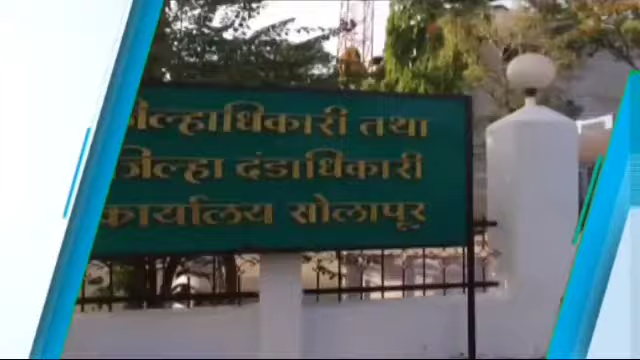 जिल्हाधिकारी तथा
जिल्हा दंडाधिकारी
कार्यालय सोलापूर